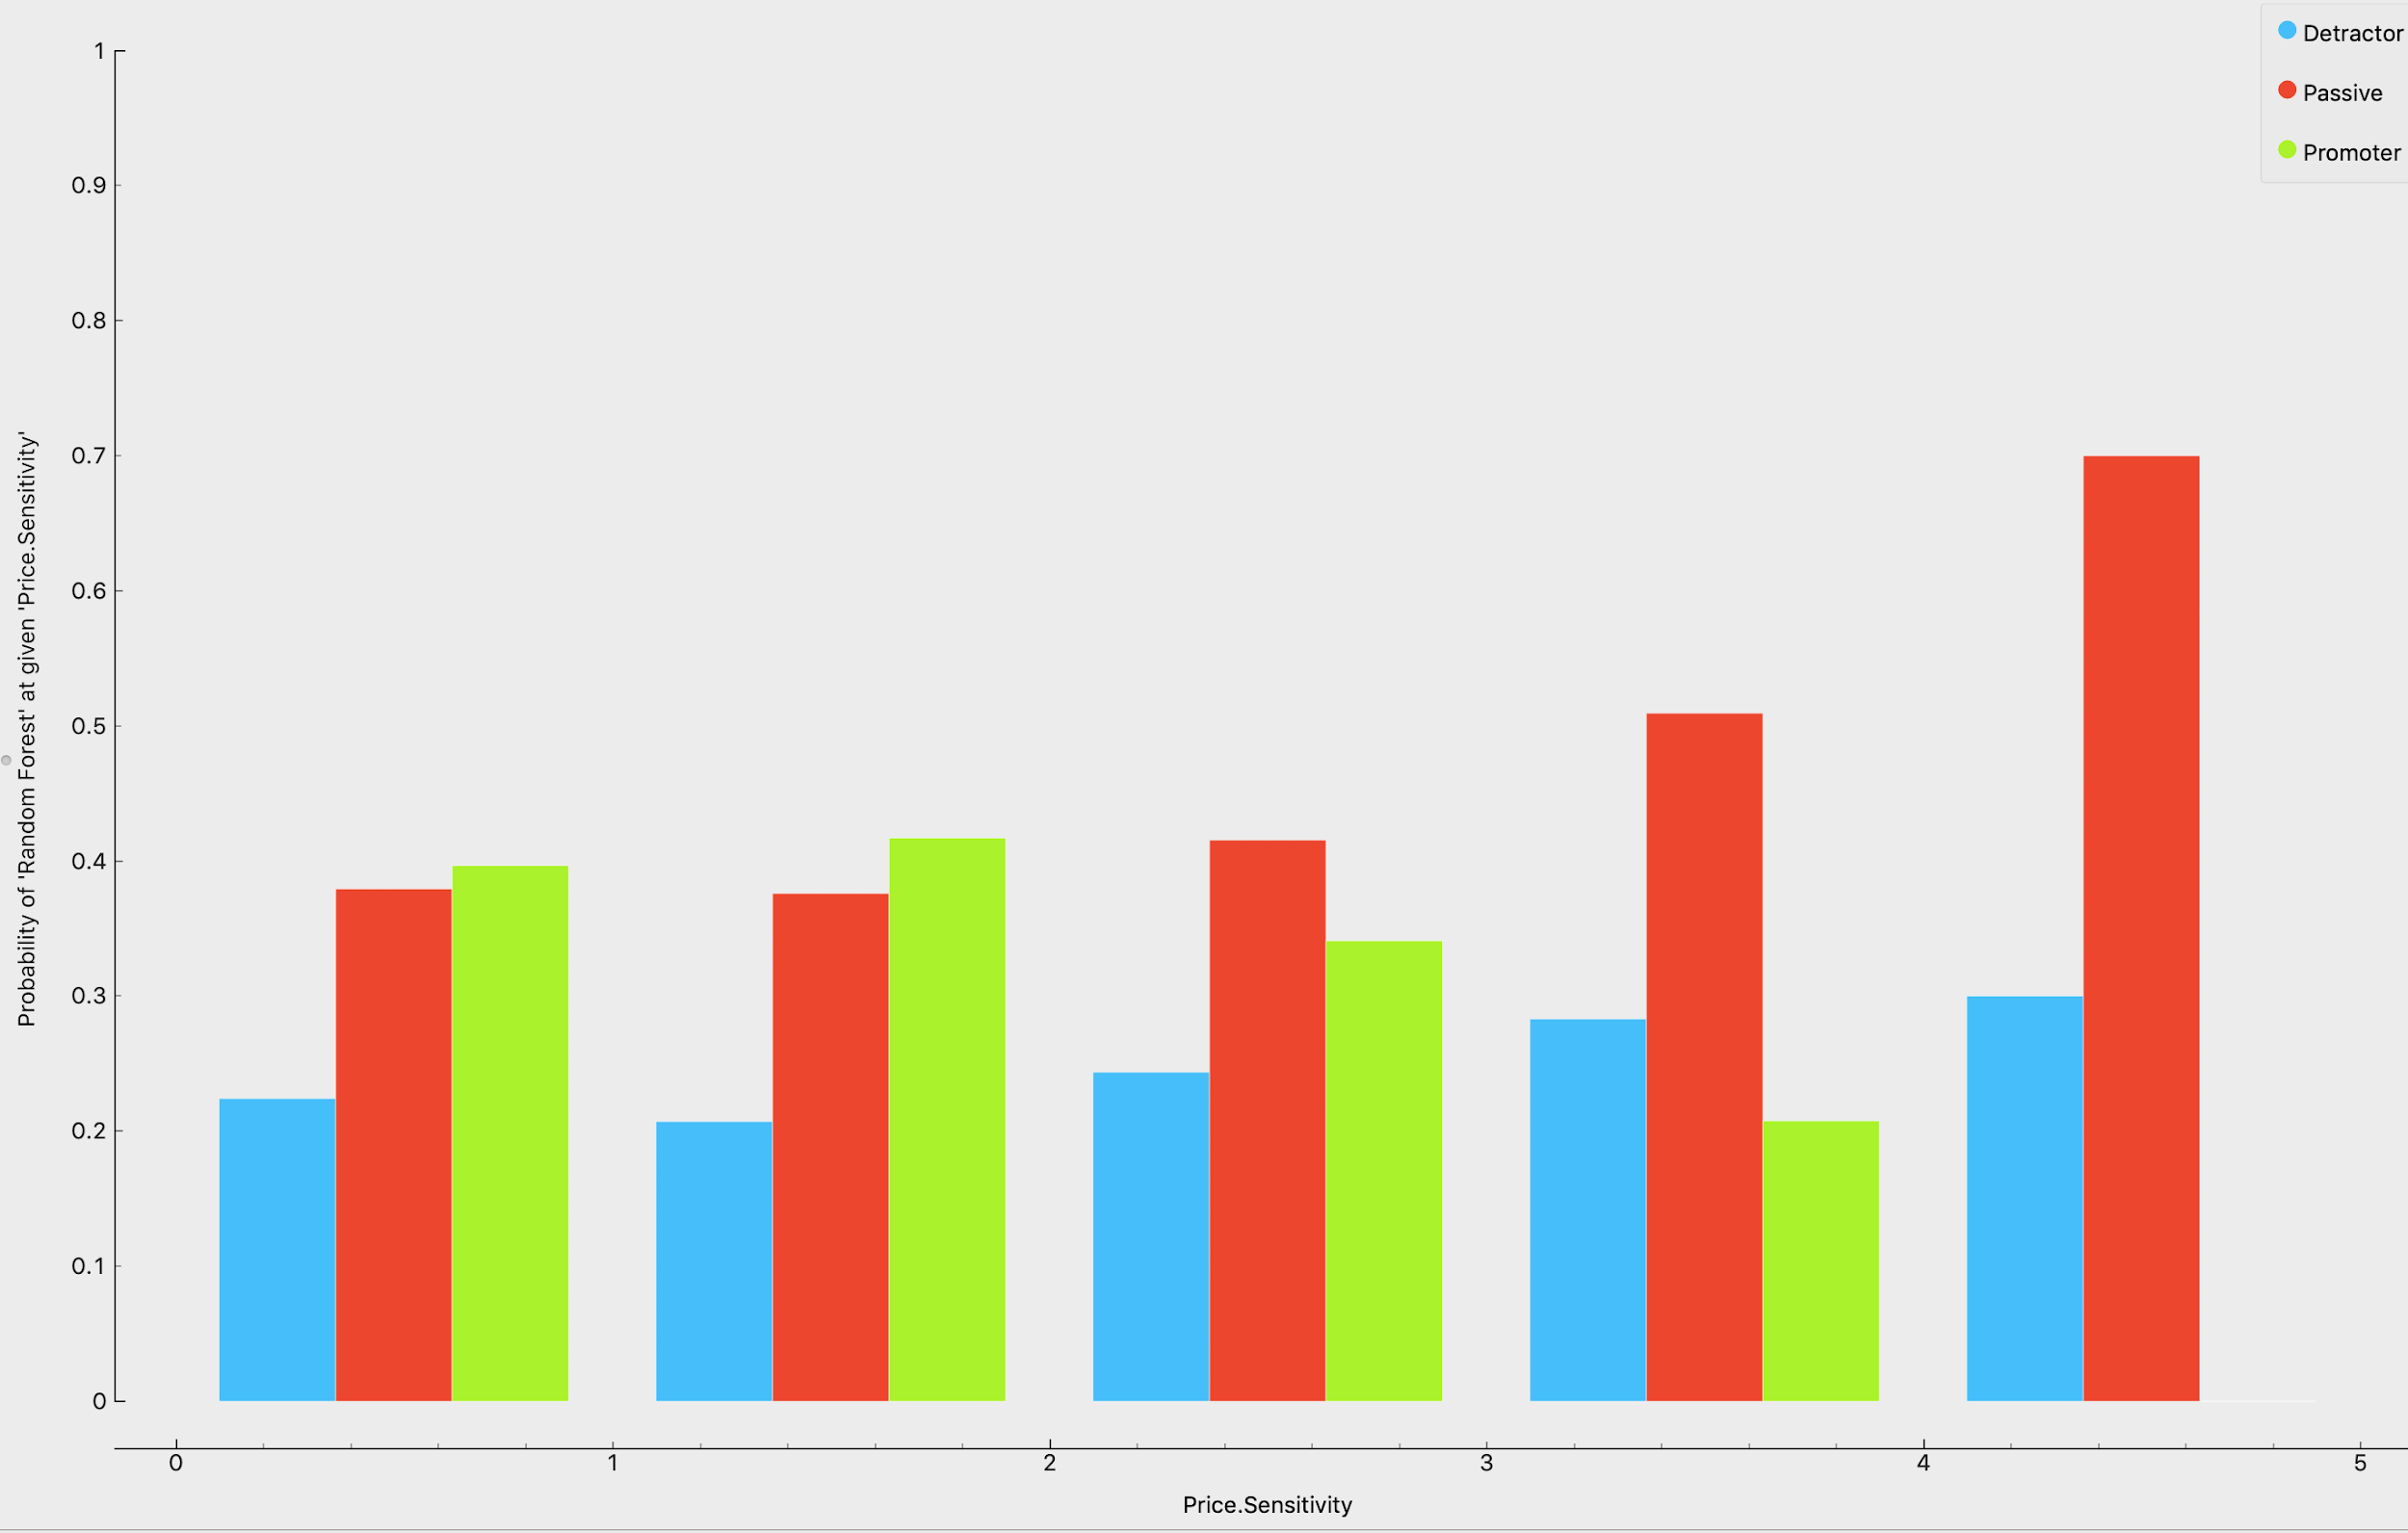 Detractor
Passive
Promoter
1
0.9
0.8
0.7
0.6
0.5
0.4
0.3
0.2
0.1
0
Probability of 'Random Forest' at given 'Price.Sensitivity'
0 1 2 3 4 5
Price.Sensitivity